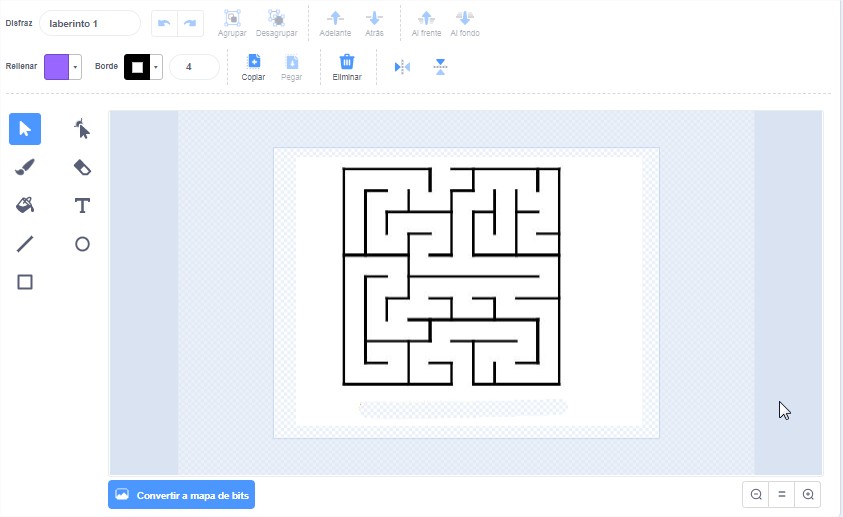 Disfraz laberinto 1 Agrupar Desagrupar Adelante Atrás Al frente Al fondo
Rellenar Borde 4 Copiar Pegar Eliminar
T
Convertir a mapa de bits